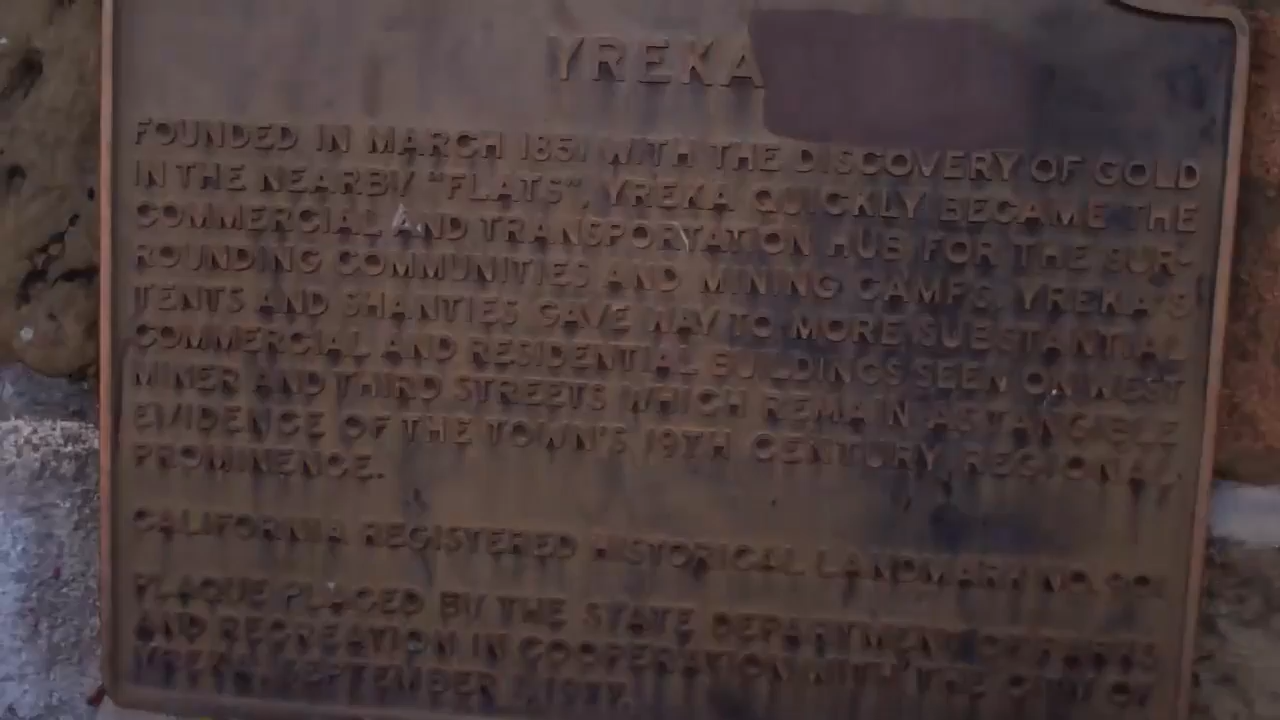 YREKA
FOUNDED IN MARCH 1851 WITH THE DISCOVERY OF GOLD
IN THE NEARBY "FLATS", YREKA QUICKLY BECAME THE
COMMERCIAL AND TRANSPORTATION HUB FOR THE SUR-
ROUNDING COMMUNITIES AND MINING CAMPS. YREKA'S
TENTS AND SHANTIES GAVE WAY TO MORE SUBSTANTIAL
COMMERCIAL AND RESIDENTIAL BUILDINGS SEEN ON WEST
MINER AND THIRD STREETS WHICH REMAIN AS TANGIBLE
EVIDENCE OF THE TOWN'S 19TH CENTURY REGIONAL
PROMINENCE.
CALIFORNIA REGISTERED HISTORICAL LANDMARK NO.
PLAQUE PLACED BY THE STATE DEPARTMENT OF PARKS
AND RECREATION IN COOPERATION WITH THE CITY OF
YREKA, SEPTEMBER